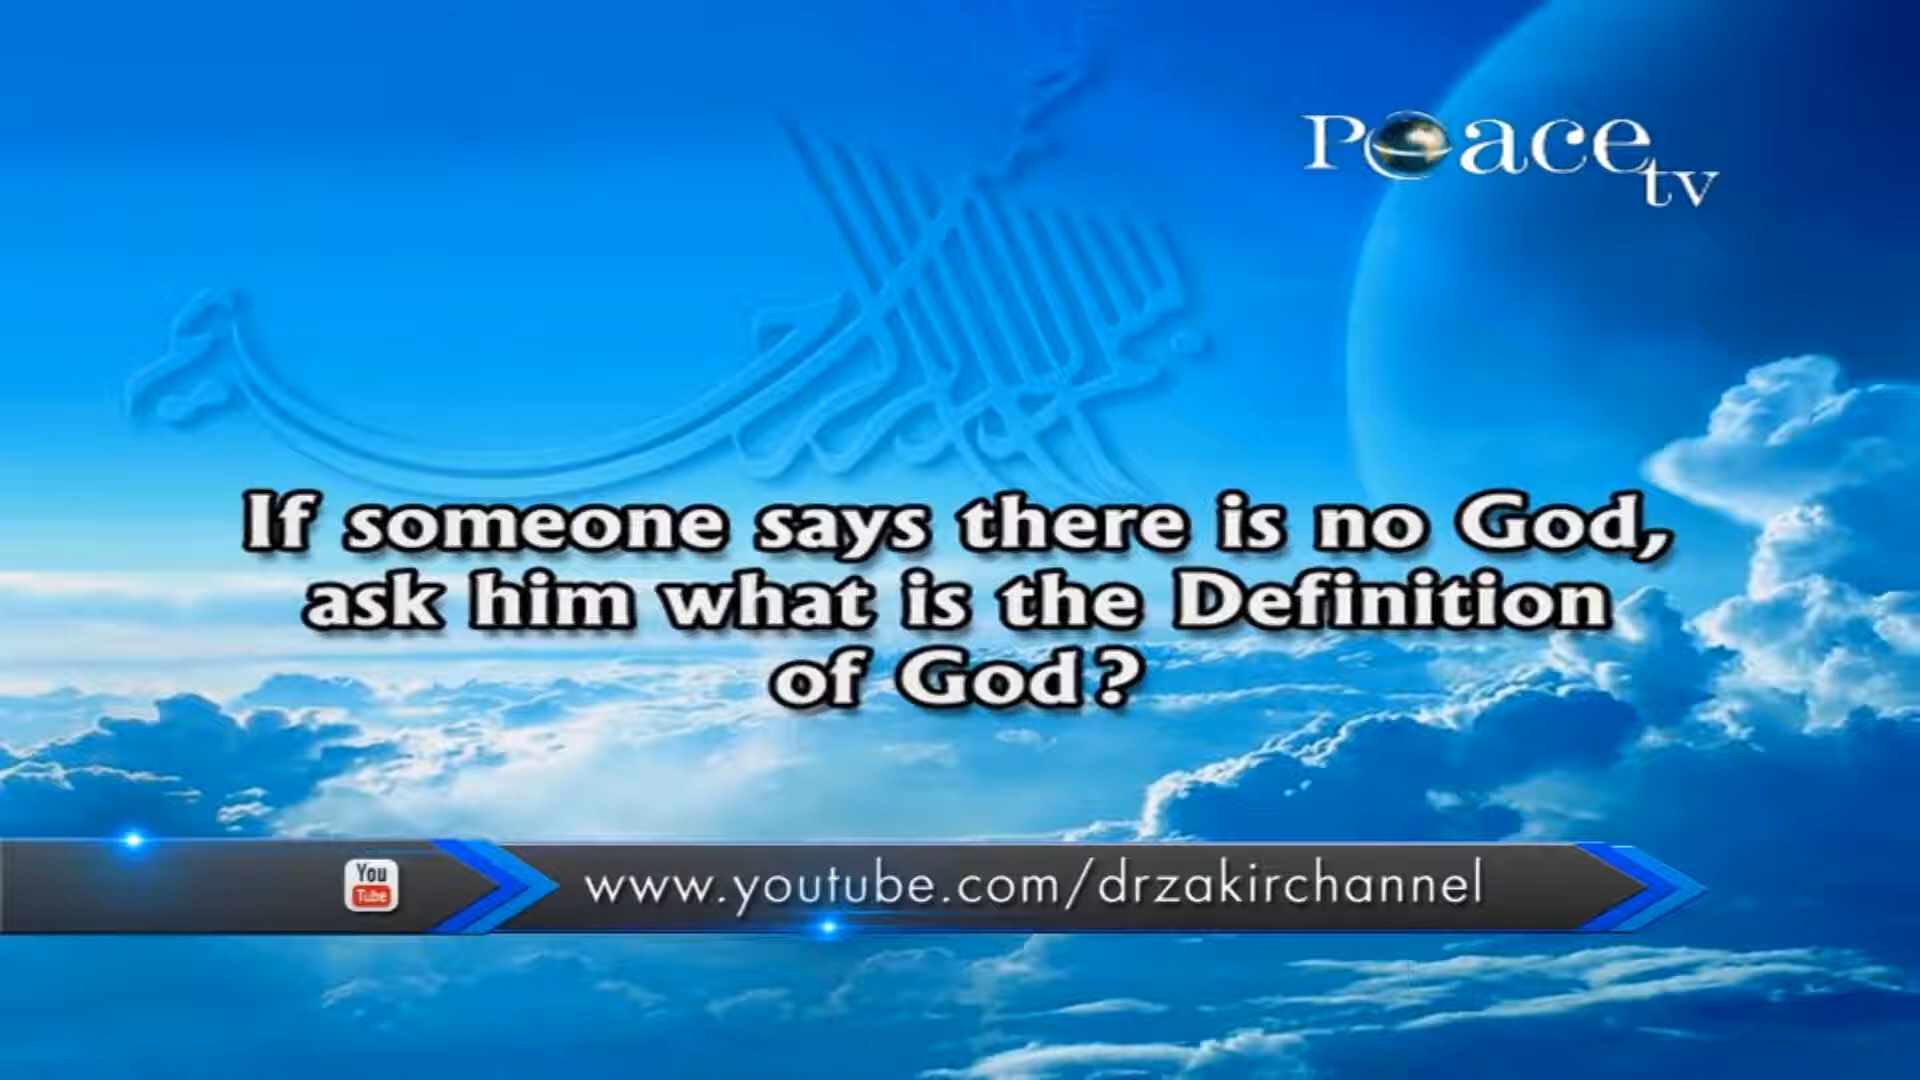 Peace tv
If someone says there is no God,
ask him what is the Definition
of God?
You
Tube
www.youtube.com/drzakirchannel